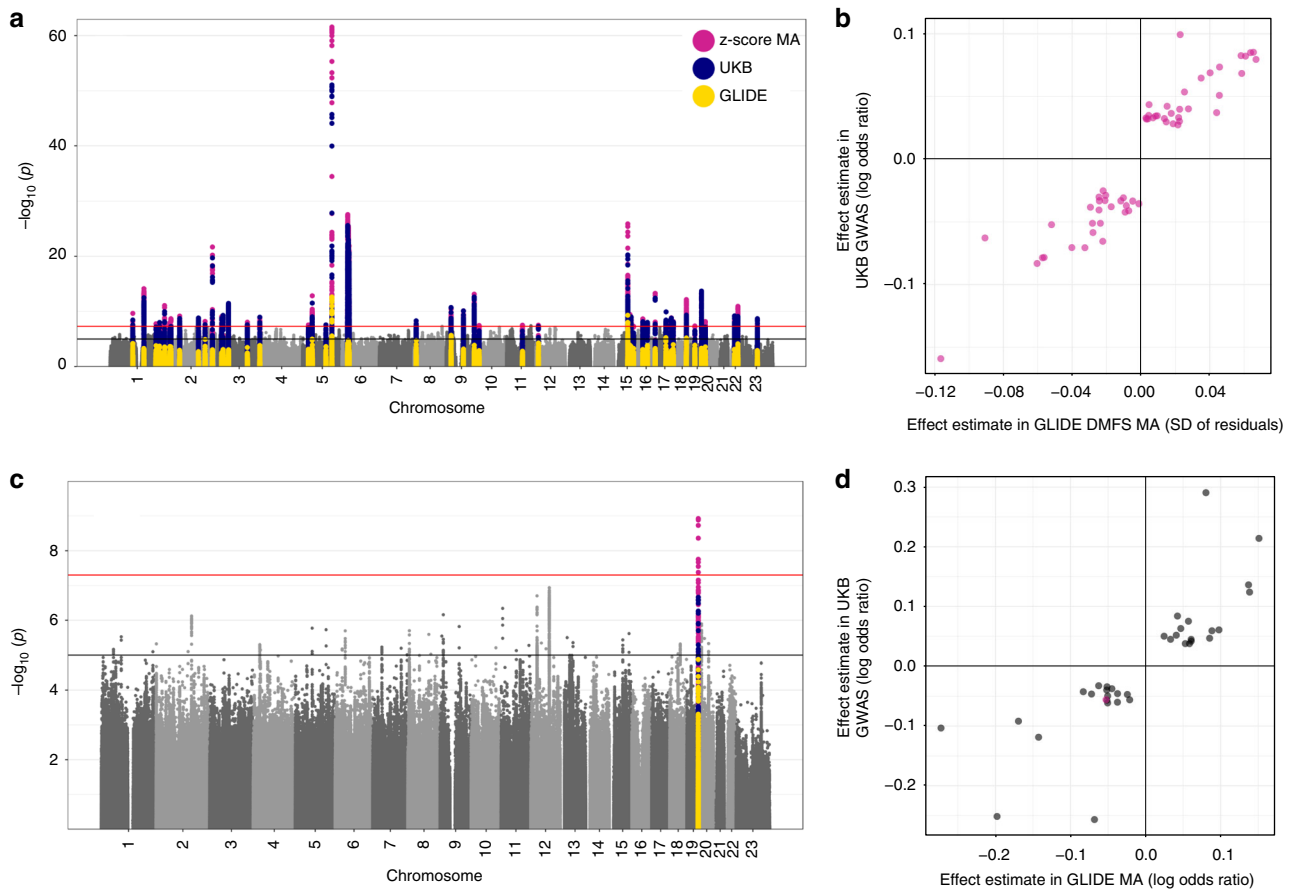 a
60
40
20
0
–log10 (p)
z-score MA
UKB
GLIDE
1 2 3 4 5 6 7 8 9 10 11 12 13 14 15 16 17 18 19 20 21 22 23
Chromosome
b
0.1
0.0
−0.1
Effect estimate in
UKB GWAS (log odds ratio)
−0.12 −0.08 −0.04 0.00 0.04
Effect estimate in GLIDE DMFS MA (SD of residuals)
c
8
6
4
2
–log10 (p)
1 2 3 4 5 6 7 8 9 10 11 12 13 14 15 16 17 18 19 20 21 22 23
Chromosome
d
0.3
0.2
0.1
0.0
−0.1
−0.2
Effect estimate in UKB
GWAS (log odds ratio)
−0.2 −0.1 0.0 0.1
Effect estimate in GLIDE MA (log odds ratio)